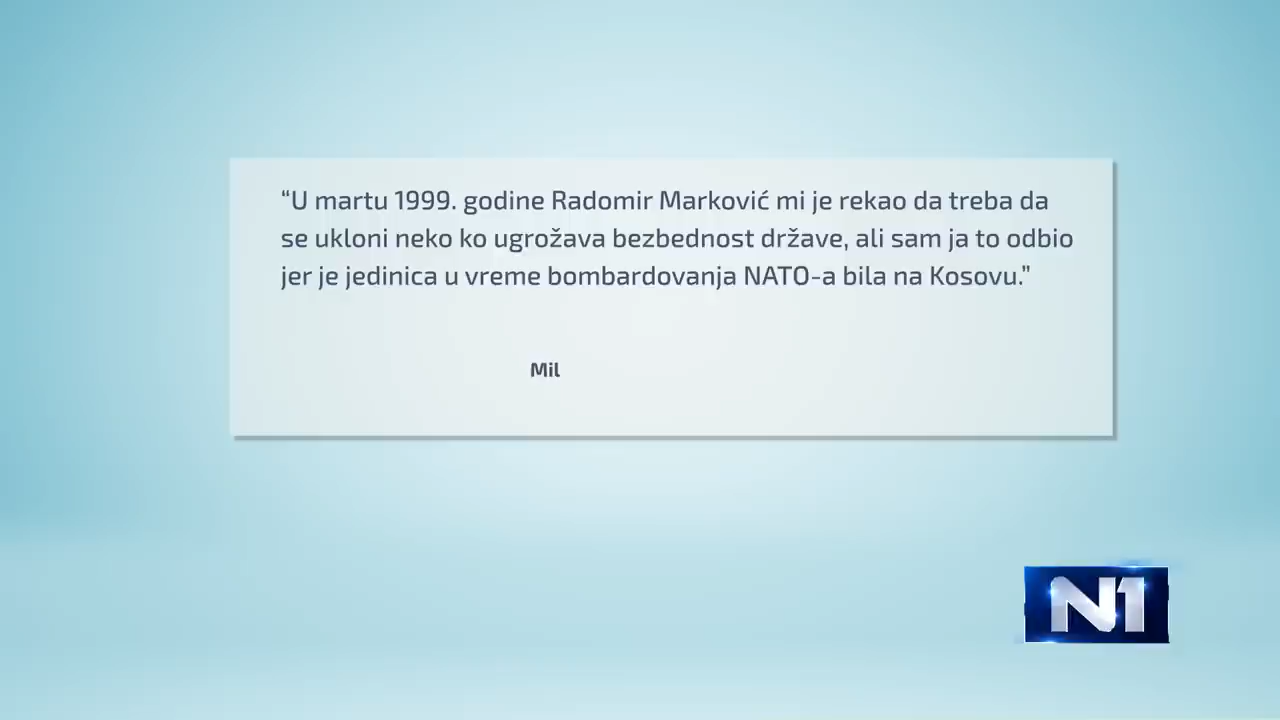 “U martu 1999. godine Radomir Marković mi je rekao da treba da
se ukloni neko ko ugrožava bezbednost države, ali sam ja to odbio
jer je jedinica u vreme bombardovanja NATO-a bila na Kosovu.”
Mil
N1